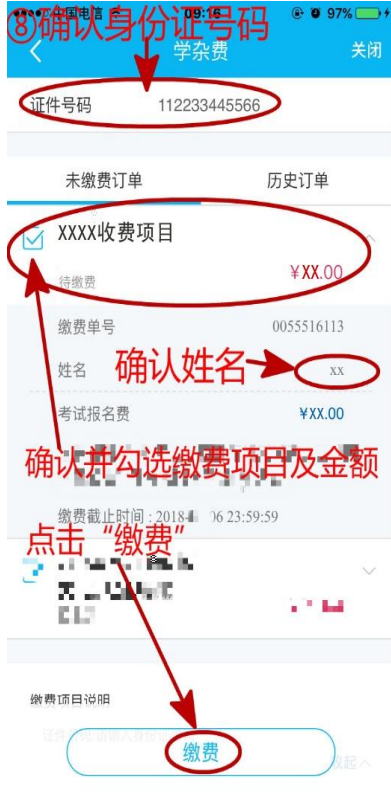 中国电信 09:16 97%
⑧确认身份证号码
学杂费 关闭
证件号码 112233445566
未缴费订单 历史订单
XXXX收费项目
待缴费 ¥XX.00
缴费单号 0055516113
姓名 确认姓名 xx
考试报名费 ¥XX.00
确认并勾选缴费项目及金额
缴费截止时间：2018- 06 23:59:59
点击“缴费”
缴费项目说明
缴费
收起